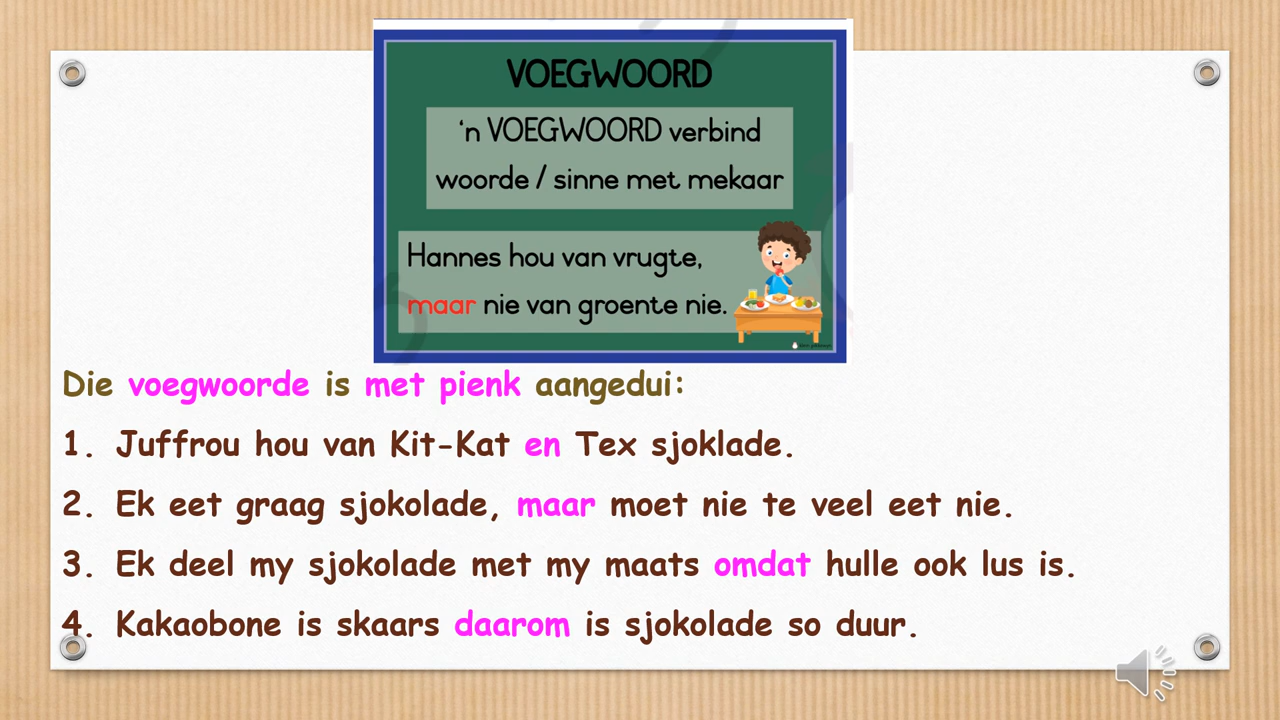 VOEGWOORD
‘n VOEGWOORD verbind
woorde / sinne met mekaar
Hannes hou van vrugte,
maar nie van groente nie.
Die voegwoorde is met pienk aangedui:
1. Juffrou hou van Kit-Kat en Tex sjoklade.
2. Ek eet graag sjokolade, maar moet nie te veel eet nie.
3. Ek deel my sjokolade met my maats omdat hulle ook lus is.
4. Kakaobone is skaars daarom is sjokolade so duur.